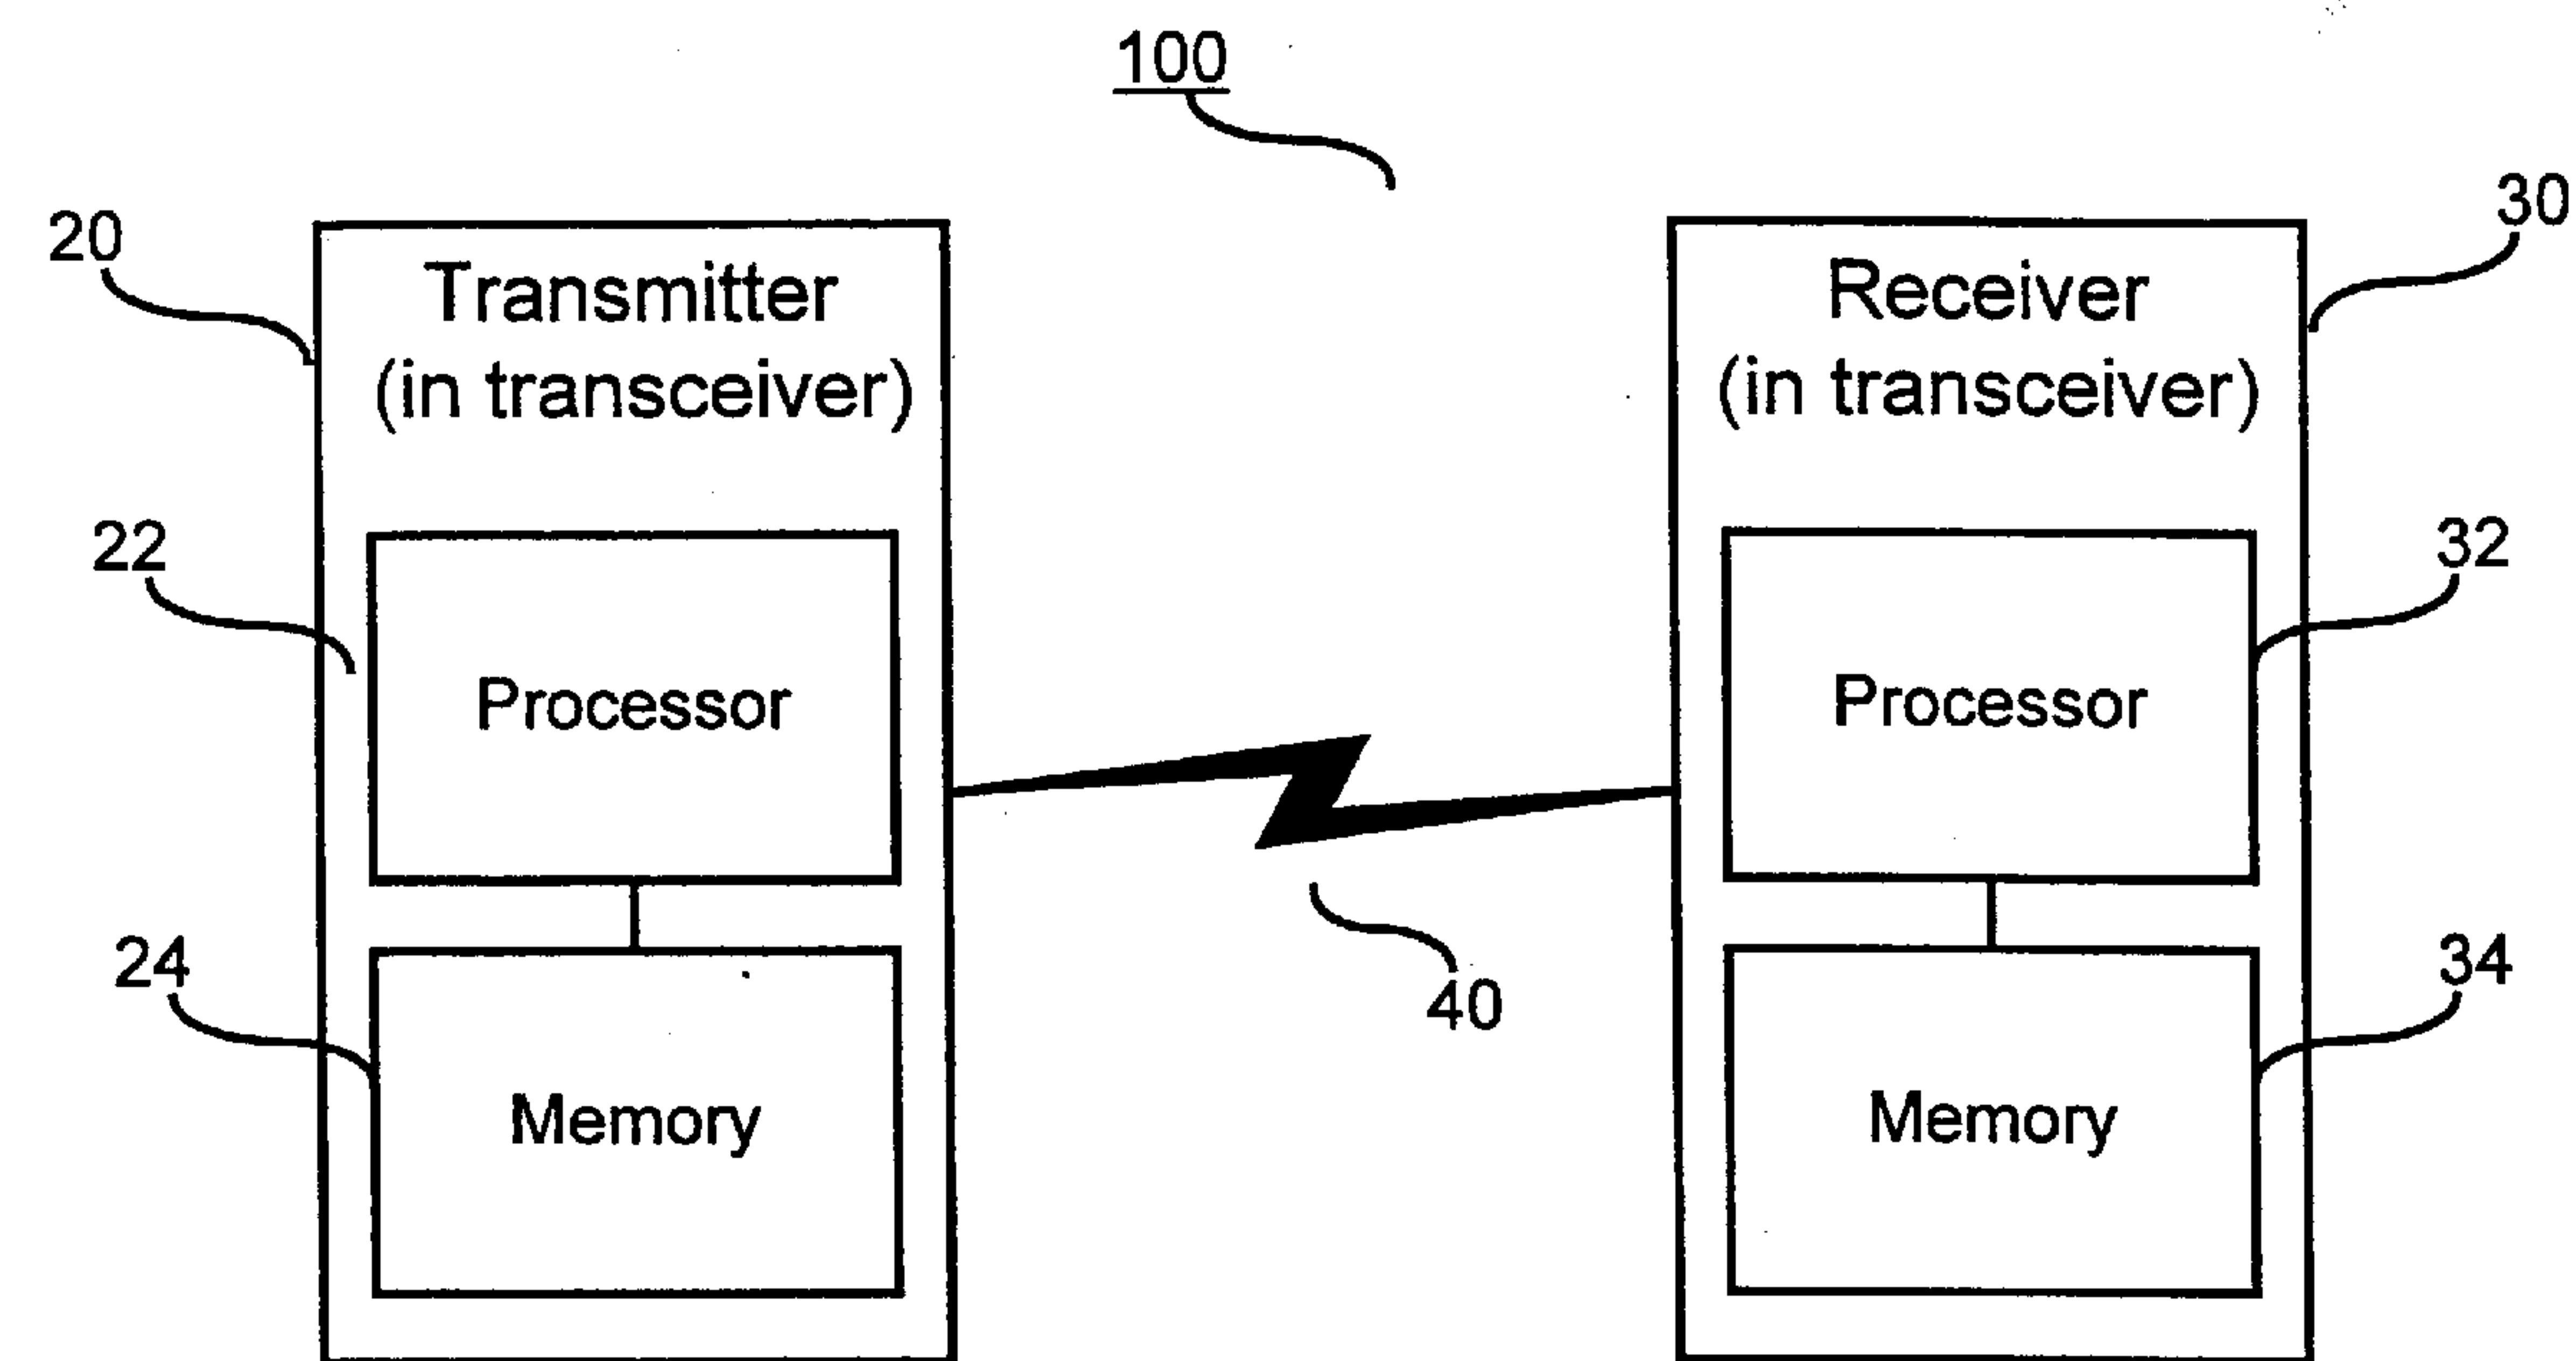 100
20
Transmitter
(in transceiver)
22
Processor
24
Memory
40
30
Receiver
(in transceiver)
32
Processor
34
Memory